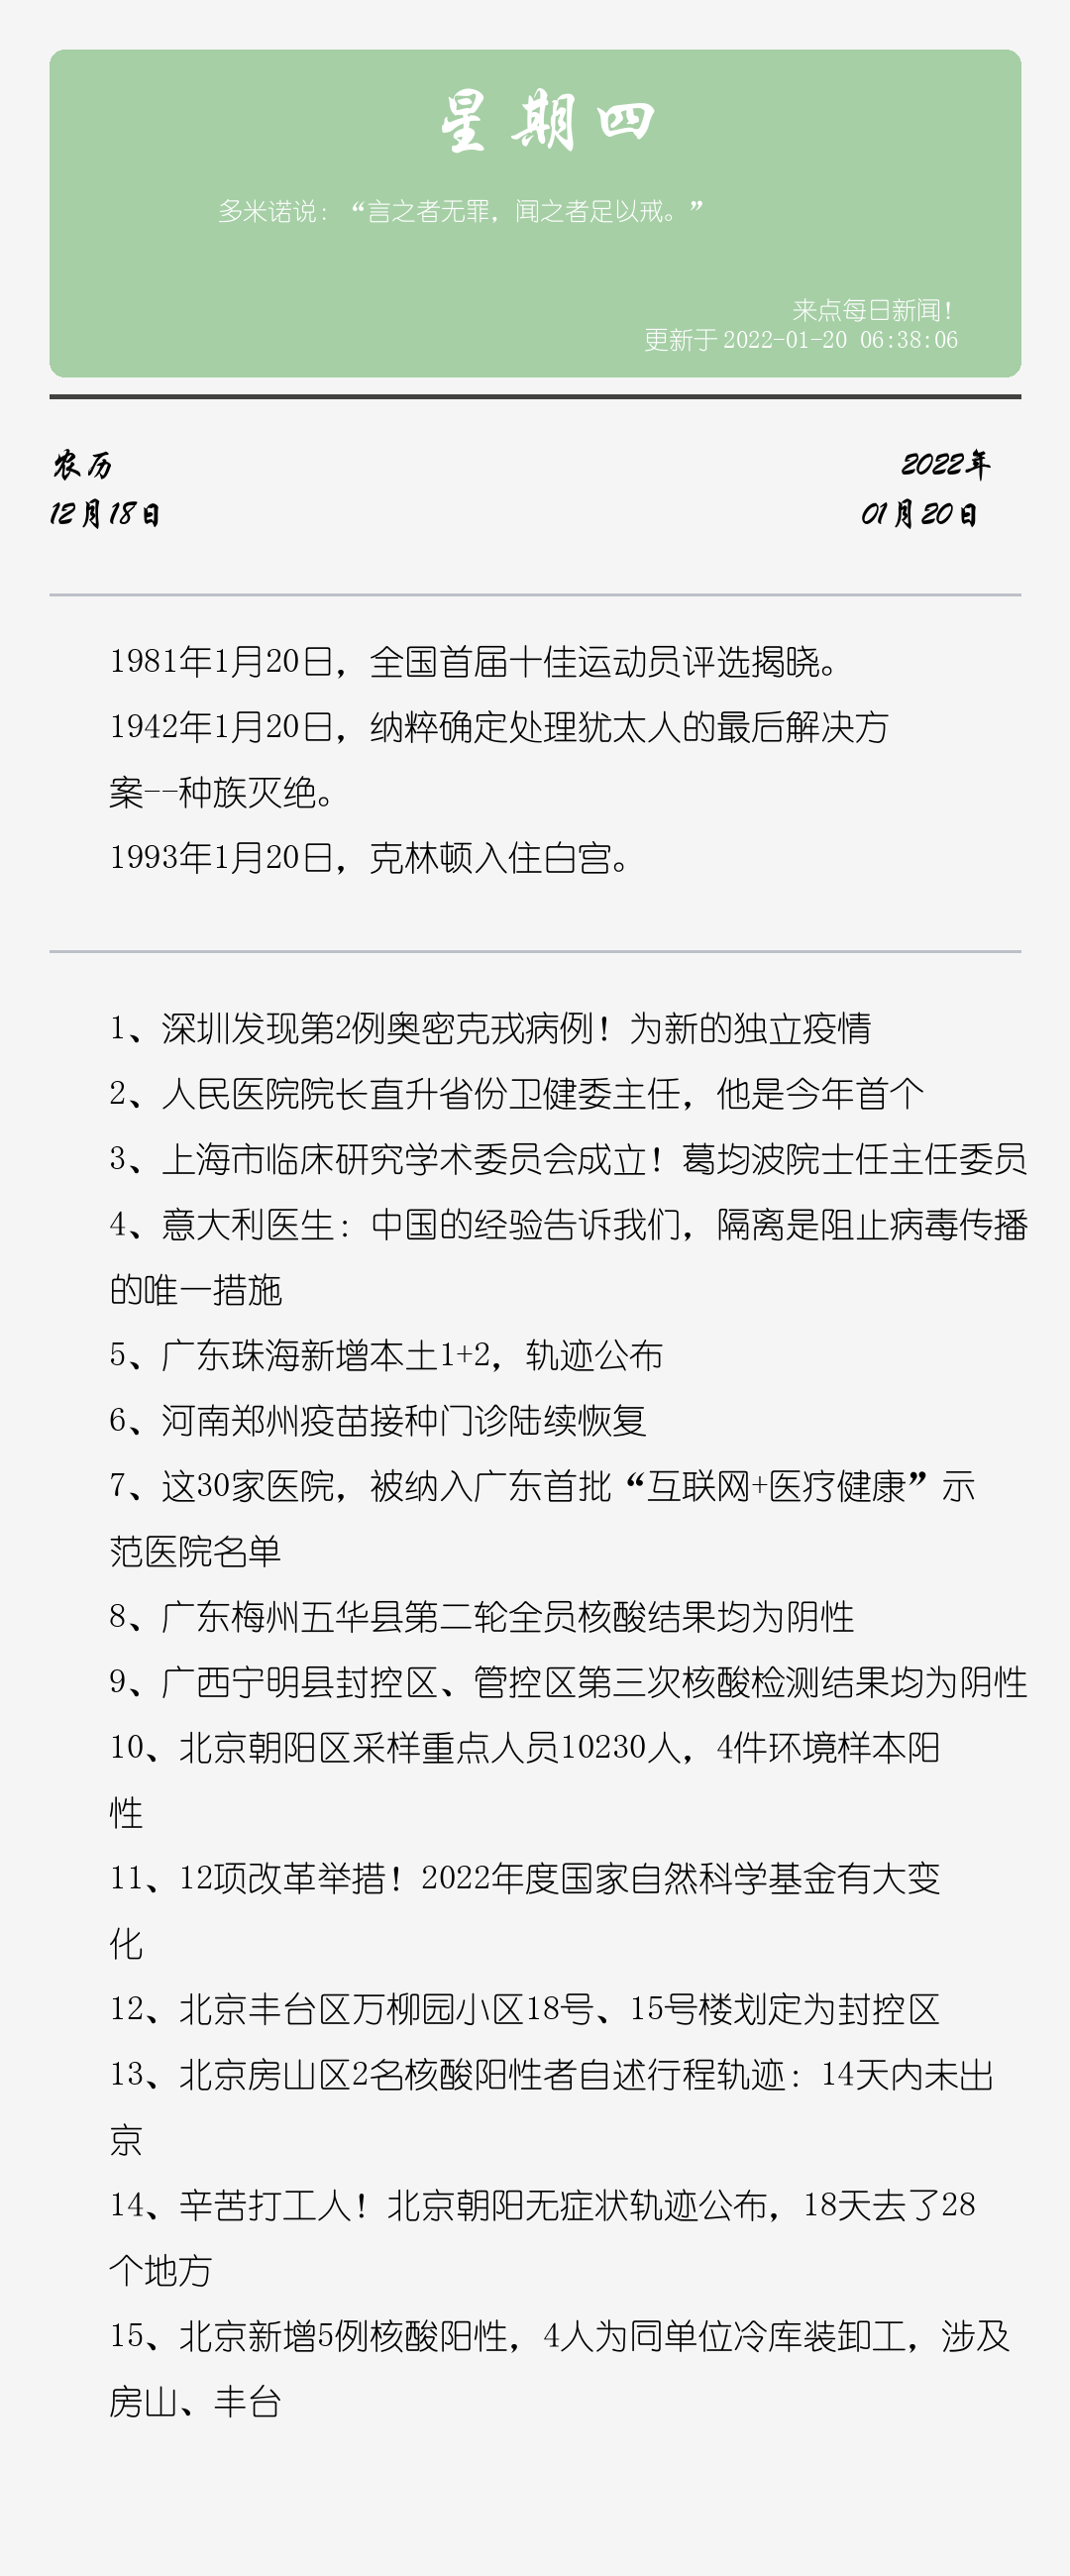 星期四
多米诺说：“言之者无罪，闻之者足以戒。”
来点每日新闻！
更新于 2022-01-20 06:38:06
农历
2022年
12月18日
01月20日
1981年1月20日，全国首届十佳运动员评选揭晓。
1942年1月20日，纳粹确定处理犹太人的最后解决方
案--种族灭绝。
1993年1月20日，克林顿入住白宫。
1、深圳发现第2例奥密克戎病例！为新的独立疫情
2、人民医院院长直升省份卫健委主任，他是今年首个
3、上海市临床研究学术委员会成立！葛均波院士任主任委员
4、意大利医生：中国的经验告诉我们，隔离是阻止病毒传播
的唯一措施
5、广东珠海新增本土1+2，轨迹公布
6、河南郑州疫苗接种门诊陆续恢复
7、这30家医院，被纳入广东首批“互联网+医疗健康”示
范医院名单
8、广东梅州五华县第二轮全员核酸结果均为阴性
9、广西宁明县封控区、管控区第三次核酸检测结果均为阴性
10、北京朝阳区采样重点人员10230人，4件环境样本阳
性
11、12项改革举措！2022年度国家自然科学基金有大变
化
12、北京丰台区万柳园小区18号、15号楼划定为封控区
13、北京房山区2名核酸阳性者自述行程轨迹：14天内未出
京
14、辛苦打工人！北京朝阳无症状轨迹公布，18天去了28
个地方
15、北京新增5例核酸阳性，4人为同单位冷库装卸工，涉及
房山、丰台